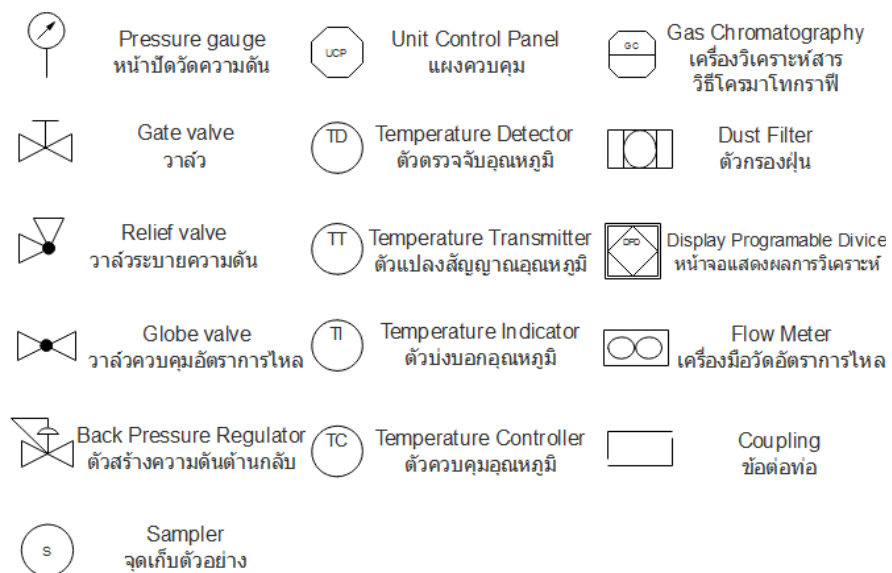 Pressure gauge
หน้าปัดวัดความดัน
UCP
Unit Control Panel
แผงควบคุม
GC
Gas Chromatography
เครื่องวิเคราะห์สาร
วิธีโครมาโทกราฟี
Gate valve
วาล์ว
TD
Temperature Detector
ตัวตรวจจับอุณหภูมิ
Dust Filter
ตัวกรองฝุ่น
Relief valve
วาล์วระบายความดัน
TT
Temperature Transmitter
ตัวแปลงสัญญาณอุณหภูมิ
DPD
Display Programable Divice
หน้าจอแสดงผลการวิเคราะห์
Globe valve
วาล์วควบคุมอัตราการไหล
TI
Temperature Indicator
ตัวบ่งบอกอุณหภูมิ
Flow Meter
เครื่องมือวัดอัตราการไหล
Back Pressure Regulator
ตัวสร้างความดันต้านกลับ
TC
Temperature Controller
ตัวควบคุมอุณหภูมิ
Coupling
ข้อต่อท่อ
S
Sampler
จุดเก็บตัวอย่าง